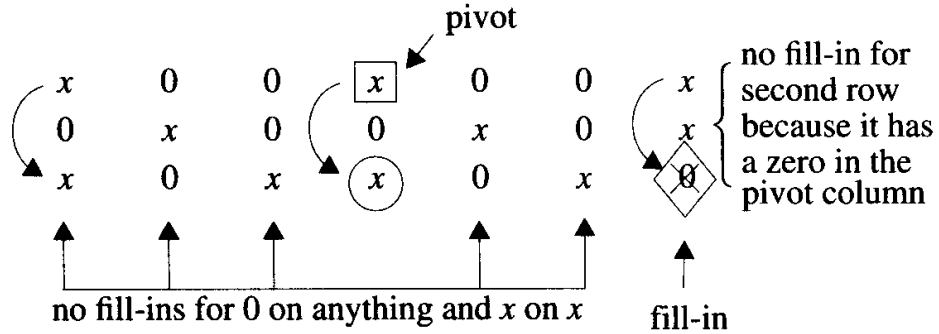 pivot
x 0 0 x 0 0 x
0 x 0 0 x 0 x
x 0 x x 0 x 0
no fill-in for
second row
because it has
a zero in the
pivot column
no fill-ins for 0 on anything and x on x
fill-in